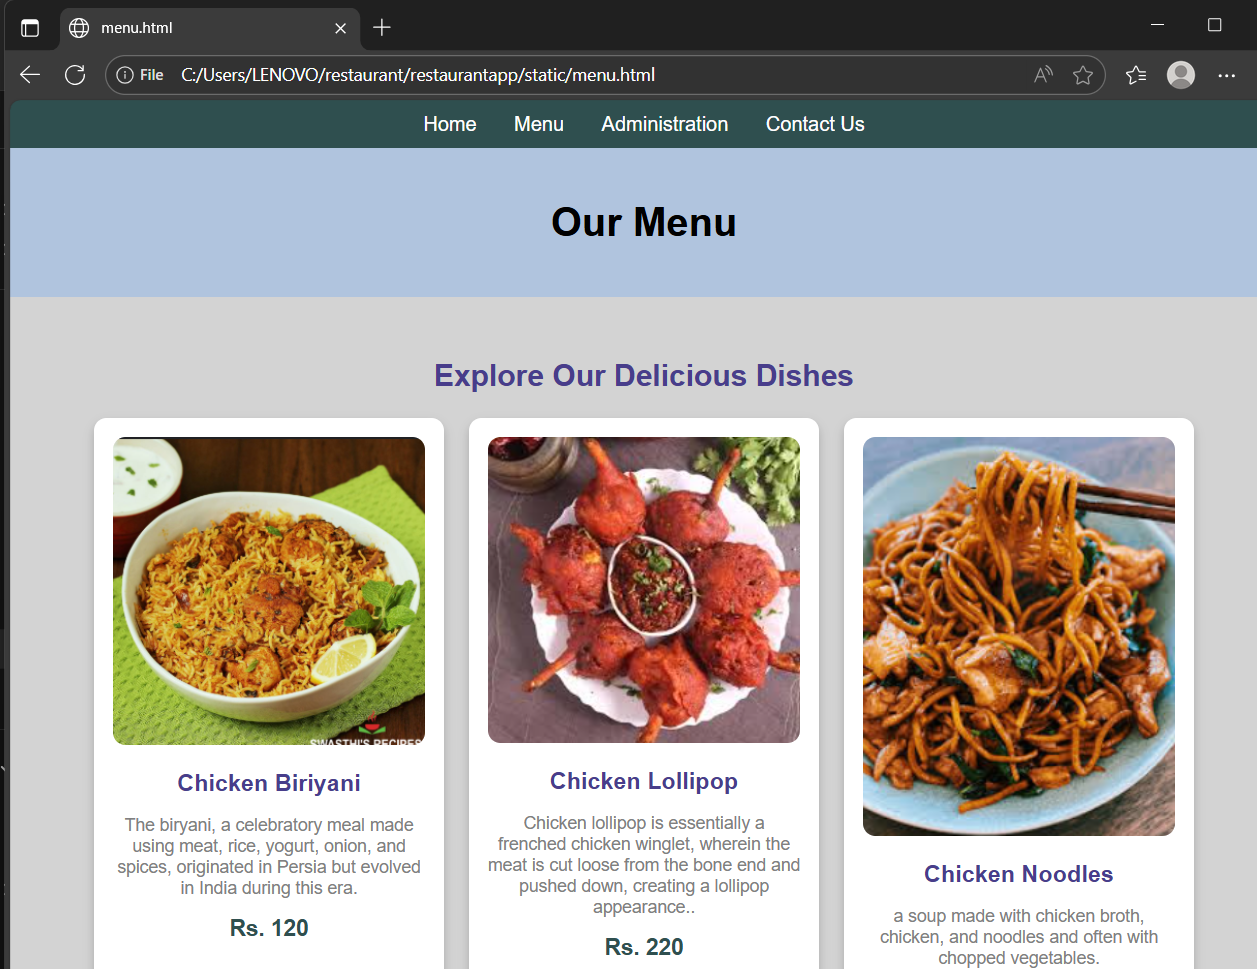 menu.html
File C:/Users/LENOVO/restaurant/restaurantapp/static/menu.html
Home Menu Administration Contact Us
Our Menu
Explore Our Delicious Dishes
SWASTHI'S RECIPES
Chicken Biriyani
The biryani, a celebratory meal made
using meat, rice, yogurt, onion, and
spices, originated in Persia but evolved
in India during this era.
Rs. 120
Chicken Lollipop
Chicken lollipop is essentially a
frenched chicken winglet, wherein the
meat is cut loose from the bone end and
pushed down, creating a lollipop
appearance..
Rs. 220
Chicken Noodles
a soup made with chicken broth,
chicken, and noodles and often with
chopped vegetables.